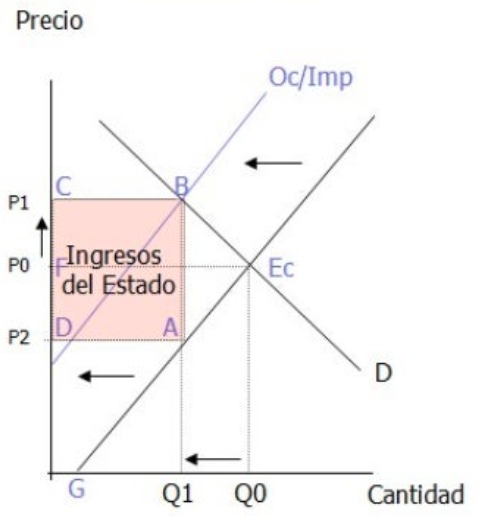 Precio
Oc/Imp
C
B
P1
Ingresos
P0
F
Ec
del Estado
D
A
P2
D
G
Q1
Q0
Cantidad